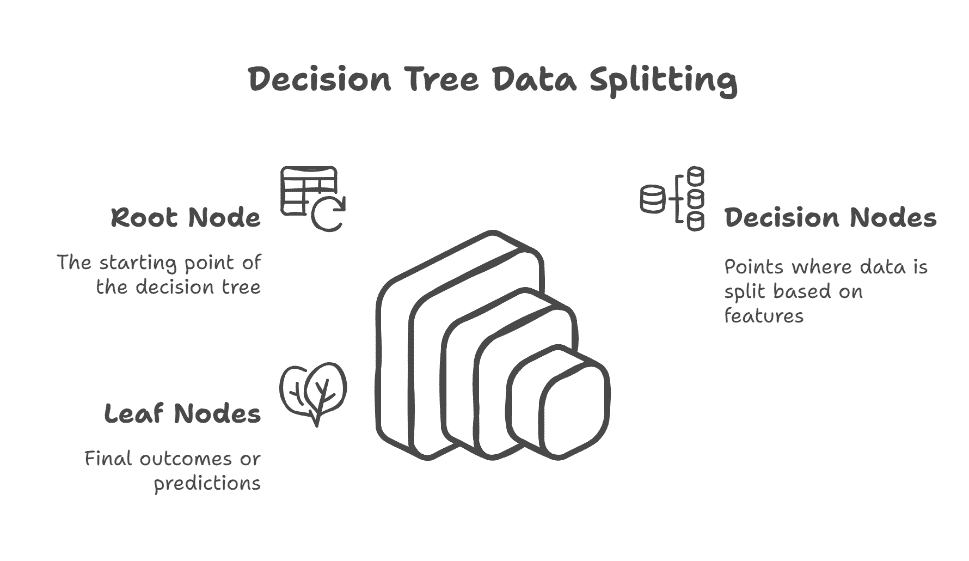 Decision Tree Data Splitting
Root Node
The starting point of
the decision tree
Decision Nodes
Points where data is
split based on
features
Leaf Nodes
Final outcomes or
predictions